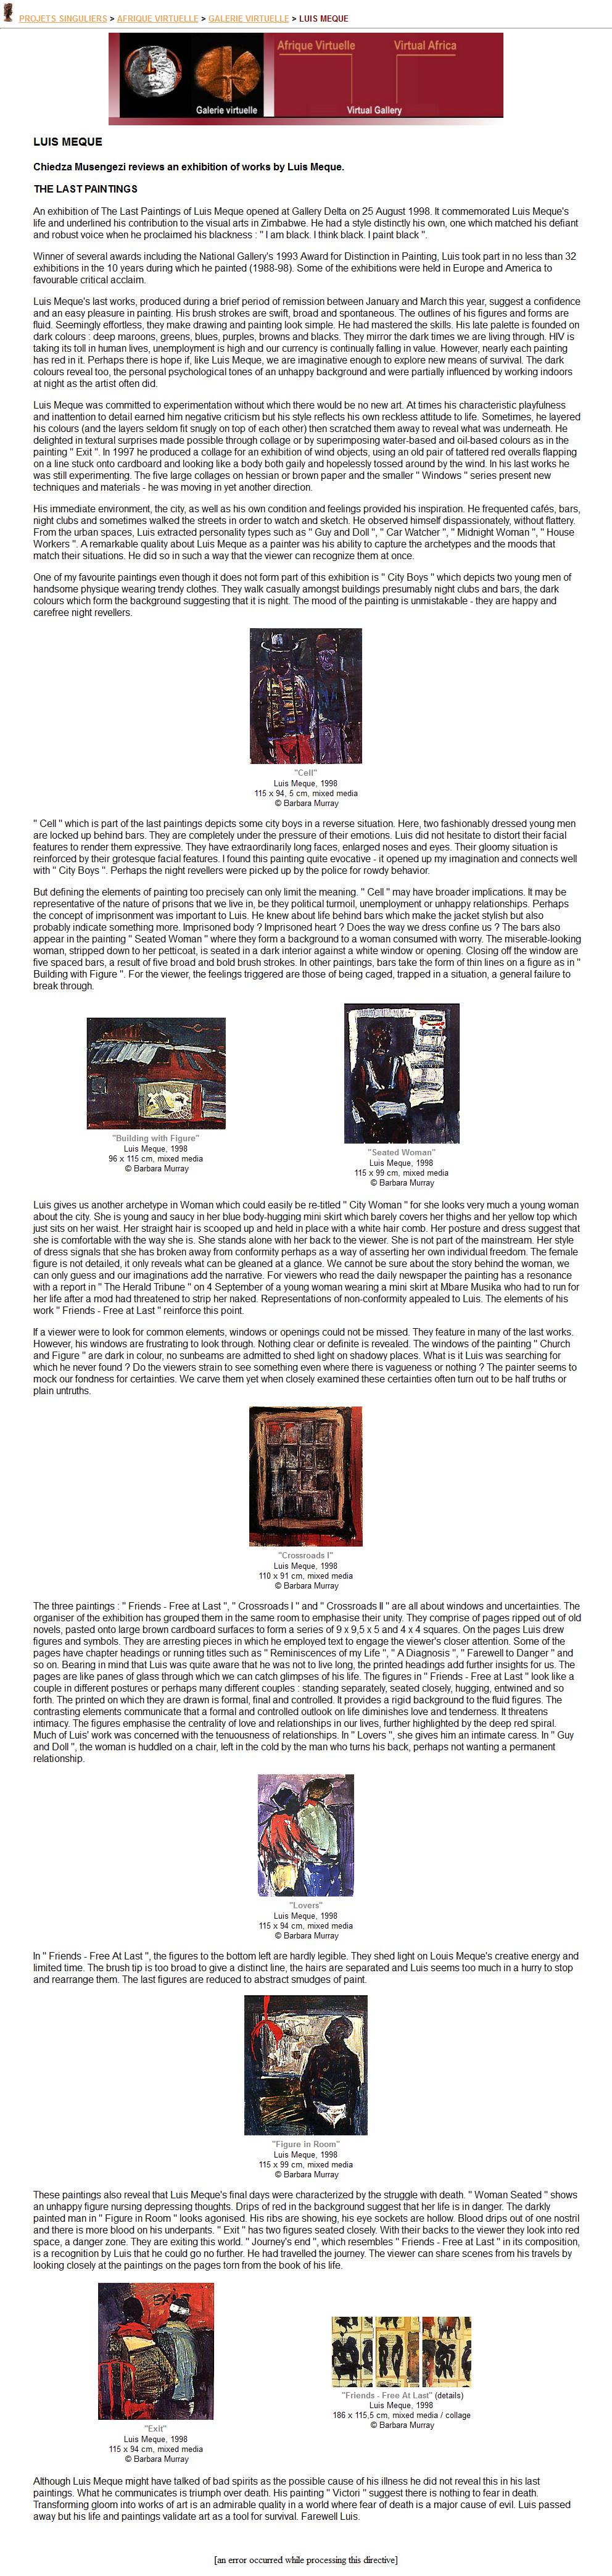 PROJETS SINGULIERS > AFRIQUE VIRTUELLE > GALERIE VIRTUELLE > LUIS MEQUE
Afrique Virtuelle
Virtual Africa
Galerie virtuelle
Virtual Gallery
LUIS MEQUE
Chiedza Musengezi reviews an exhibition of works by Luis Meque.
THE LAST PAINTINGS
An exhibition of The Last Paintings of Luis Meque opened at Gallery Delta on 25 August 1998. It commemorated Luis Meque's
life and underlined his contribution to the visual arts in Zimbabwe. He had a style distinctly his own, one which matched his defiant
and robust voice when he proclaimed his blackness : " I am black. I think black. I paint black ".
Winner of several awards including the National Gallery's 1993 Award for Distinction in Painting, Luis took part in no less than 32
exhibitions in the 10 years during which he painted (1988-98). Some of the exhibitions were held in Europe and America to
favourable critical acclaim.
Luis Meque's last works, produced during a brief period of remission between January and March this year, suggest a confidence
and an easy pleasure in painting. His brush strokes are swift, broad and spontaneous. The outlines of his figures and forms are
fluid. Seemingly effortless, they make drawing and painting look simple. He had mastered the skills. His late palette is founded on
dark colours : deep maroons, greens, blues, purples, browns and blacks. They mirror the dark times we are living through. HIV is
taking its toll in human lives, unemployment is high and our currency is continually falling in value. However, nearly each painting
has red in it. Perhaps there is hope if, like Luis Meque, we are imaginative enough to explore new means of survival. The dark
colours reveal too, the personal psychological tones of an unhappy background and were partially influenced by working indoors
at night as the artist often did.
Luis Meque was committed to experimentation without which there would be no new art. At times his characteristic playfulness
and inattention to detail earned him negative criticism but his style reflects his own reckless attitude to life. Sometimes, he layered
his colours (and the layers seldom fit snugly on top of each other) then scratched them away to reveal what was underneath. He
delighted in textural surprises made possible through collage or by superimposing water-based and oil-based colours as in the
painting " Exit ". In 1997 he produced a collage for an exhibition of wind objects, using an old pair of tattered red overalls flapping
on a line stuck onto cardboard and looking like a body both gaily and hopelessly tossed around by the wind. In his last works he
was still experimenting. The five large collages on hessian or brown paper and the smaller " Windows " series present new
techniques and materials - he was moving in yet another direction.
His immediate environment, the city, as well as his own condition and feelings provided his inspiration. He frequented cafés, bars,
night clubs and sometimes walked the streets in order to watch and sketch. He observed himself dispassionately, without flattery.
From the urban spaces, Luis extracted personality types such as " Guy and Doll ", " Car Watcher ", " Midnight Woman ", " House
Workers ". A remarkable quality about Luis Meque as a painter was his ability to capture the archetypes and the moods that
match their situations. He did so in such a way that the viewer can recognize them at once.
One of my favourite paintings even though it does not form part of this exhibition is " City Boys " which depicts two young men of
handsome physique wearing trendy clothes. They walk casually amongst buildings presumably night clubs and bars, the dark
colours which form the background suggesting that it is night. The mood of the painting is unmistakable - they are happy and
carefree night revellers.
"Cell"
Luis Meque, 1998
115 x 94, 5 cm, mixed media
© Barbara Murray
" Cell " which is part of the last paintings depicts some city boys in a reverse situation. Here, two fashionably dressed young men
are locked up behind bars. They are completely under the pressure of their emotions. Luis did not hesitate to distort their facial
features to render them expressive. They have extraordinarily long faces, enlarged noses and eyes. Their gloomy situation is
reinforced by their grotesque facial features. I found this painting quite evocative - it opened up my imagination and connects well
with " City Boys ". Perhaps the night revellers were picked up by the police for rowdy behavior.
But defining the elements of painting too precisely can only limit the meaning. " Cell " may have broader implications. It may be
representative of the nature of prisons that we live in, be they political turmoil, unemployment or unhappy relationships. Perhaps
the concept of imprisonment was important to Luis. He knew about life behind bars which make the jacket stylish but also
probably indicate something more. Imprisoned body ? Imprisoned heart ? Does the way we dress confine us ? The bars also
appear in the painting " Seated Woman " where they form a background to a woman consumed with worry. The miserable-looking
woman, stripped down to her petticoat, is seated in a dark interior against a white window or opening. Closing off the window are
five spaced bars, a result of five broad and bold brush strokes. In other paintings, bars take the form of thin lines on a figure as in "
Building with Figure ". For the viewer, the feelings triggered are those of being caged, trapped in a situation, a general failure to
break through.
"Building with Figure"
Luis Meque, 1998
96 x 115 cm, mixed media
© Barbara Murray
"Seated Woman"
Luis Meque, 1998
115 x 99 cm, mixed media
© Barbara Murray
Luis gives us another archetype in Woman which could easily be re-titled " City Woman " for she looks very much a young woman
about the city. She is young and saucy in her blue body-hugging mini skirt which barely covers her thighs and her yellow top which
just sits on her waist. Her straight hair is scooped up and held in place with a white hair comb. Her posture and dress suggest that
she is comfortable with the way she is. She stands alone with her back to the viewer. She is not part of the mainstream. Her style
of dress signals that she has broken away from conformity perhaps as a way of asserting her own individual freedom. The female
figure is not detailed, it only reveals what can be gleaned at a glance. We cannot be sure about the story behind the woman, we
can only guess and our imaginations add the narrative. For viewers who read the daily newspaper the painting has a resonance
with a report in " The Herald Tribune " on 4 September of a young woman wearing a mini skirt at Mbare Musika who had to run for
her life after a mod had threatened to strip her naked. Representations of non-conformity appealed to Luis. The elements of his
work " Friends - Free at Last " reinforce this point.
If a viewer were to look for common elements, windows or openings could not be missed. They feature in many of the last works.
However, his windows are frustrating to look through. Nothing clear or definite is revealed. The windows of the painting " Church
and Figure " are dark in colour, no sunbeams are admitted to shed light on shadowy places. What is it Luis was searching for
which he never found ? Do the viewers strain to see something even where there is vagueness or nothing ? The painter seems to
mock our fondness for certainties. We carve them yet when closely examined these certainties often turn out to be half truths or
plain untruths.
"Crossroads I"
Luis Meque, 1998
110 x 91 cm, mixed media
© Barbara Murray
The three paintings : " Friends - Free at Last ", " Crossroads I " and " Crossroads II " are all about windows and uncertainties. The
organiser of the exhibition has grouped them in the same room to emphasise their unity. They comprise of pages ripped out of old
novels, pasted onto large brown cardboard surfaces to form a series of 9 x 9,5 x 5 and 4 x 4 squares. On the pages Luis drew
figures and symbols. They are arresting pieces in which he employed text to engage the viewer's closer attention. Some of the
pages have chapter headings or running titles such as " Reminiscences of my Life ", " A Diagnosis ", " Farewell to Danger " and
so on. Bearing in mind that Luis was quite aware that he was not to live long, the printed headings add further insights for us. The
pages are like panes of glass through which we can catch glimpses of his life. The figures in " Friends - Free at Last " look like a
couple in different postures or perhaps many different couples : standing separately, seated closely, hugging, entwined and so
forth. The printed on which they are drawn is formal, final and controlled. It provides a rigid background to the fluid figures. The
contrasting elements communicate that a formal and controlled outlook on life diminishes love and tenderness. It threatens
intimacy. The figures emphasise the centrality of love and relationships in our lives, further highlighted by the deep red spiral.
Much of Luis' work was concerned with the tenuousness of relationships. In " Lovers ", she gives him an intimate caress. In " Guy
and Doll ", the woman is huddled on a chair, left in the cold by the man who turns his back, perhaps not wanting a permanent
relationship.
"Lovers"
Luis Meque, 1998
115 x 94 cm, mixed media
© Barbara Murray
In " Friends - Free At Last ", the figures to the bottom left are hardly legible. They shed light on Louis Meque's creative energy and
limited time. The brush tip is too broad to give a distinct line, the hairs are separated and Luis seems too much in a hurry to stop
and rearrange them. The last figures are reduced to abstract smudges of paint.
"Figure in Room"
Luis Meque, 1998
115 x 99 cm, mixed media
© Barbara Murray
These paintings also reveal that Luis Meque's final days were characterized by the struggle with death. " Woman Seated " shows
an unhappy figure nursing depressing thoughts. Drips of red in the background suggest that her life is in danger. The darkly
painted man in " Figure in Room " looks agonised. His ribs are showing, his eye sockets are hollow. Blood drips out of one nostril
and there is more blood on his underpants. " Exit " has two figures seated closely. With their backs to the viewer they look into red
space, a danger zone. They are exiting this world. " Journey's end ", which resembles " Friends - Free at Last " in its composition,
is a recognition by Luis that he could go no further. He had travelled the journey. The viewer can share scenes from his travels by
looking closely at the paintings on the pages torn from the book of his life.
EXIT
"Exit"
Luis Meque, 1998
115 x 94 cm, mixed media
© Barbara Murray
"Friends - Free At Last" (details)
Luis Meque, 1998
186 x 115,5 cm, mixed media / collage
© Barbara Murray
Although Luis Meque might have talked of bad spirits as the possible cause of his illness he did not reveal this in his last
paintings. What he communicates is triumph over death. His painting " Victori " suggest there is nothing to fear in death.
Transforming gloom into works of art is an admirable quality in a world where fear of death is a major cause of evil. Luis passed
away but his life and paintings validate art as a tool for survival. Farewell Luis.
[an error occurred while processing this directive]